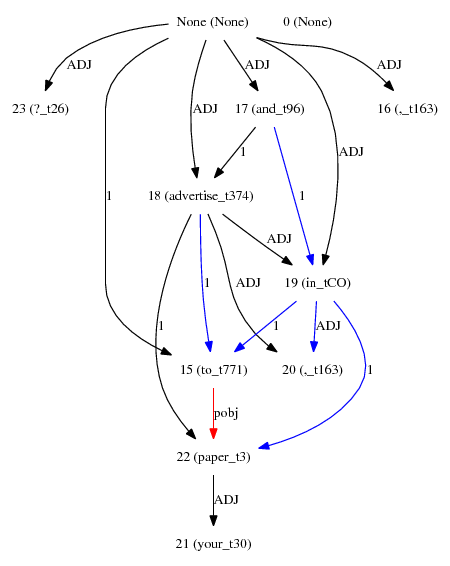 None (None) 0 (None)
ADJ ADJ ADJ
23 (?_t26) 17 (and_t96) 16 (,_t163)
ADJ
1 ADJ
1 1
18 (advertise_t374)
ADJ
1 ADJ 19 (in_tCO)
1 1 ADJ 1
15 (to_t771) 20 (,_t163)
pobj
22 (paper_t3)
ADJ
21 (your_t30)